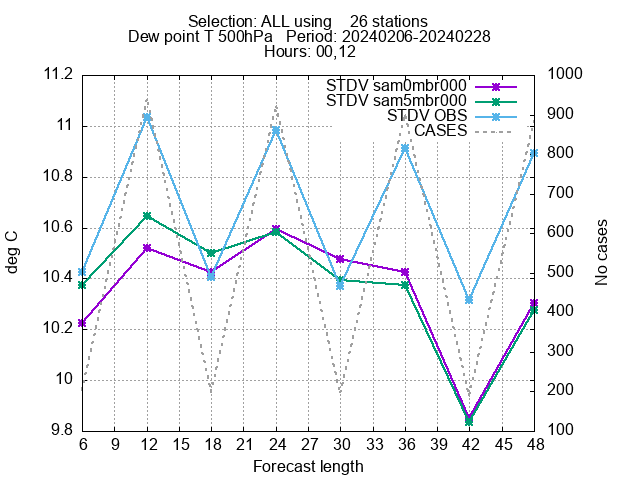 Selection: ALL using    26 stations
Dew point T 500hPa   Period: 20240206-20240228
Hours: 00,12
STDV sam0mbr000
STDV sam5mbr000
STDV OBS
CASES
11.2
11
10.8
10.6
10.4
10.2
10
9.8
1000
900
800
700
600
500
400
300
200
100
deg C
No cases
6 9 12 15 18 21 24 27 30 33 36 39 42 45 48
Forecast length